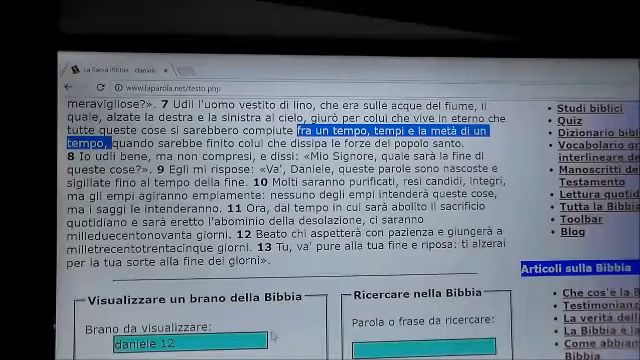 La Sacra Bibbia - daniele
www.laparola.net/testo.php
meravigliose?». 7 Udii l'uomo vestito di lino, che era sulle acque del fiume, il
quale, alzate la destra e la sinistra al cielo, giurò per colui che vive in eterno che
tutte queste cose si sarebbero compiute fra un tempo, tempi e la metà di un
tempo, quando sarebbe finito colui che dissipa le forze del popolo santo.
8 Io udii bene, ma non compresi, e dissi: «Mio Signore, quale sarà la fine di
queste cose?». 9 Egli mi rispose: «Va', Daniele, queste parole sono nascoste e
sigillate fino al tempo della fine. 10 Molti saranno purificati, resi candidi, integri,
ma gli empi agiranno empiamente: nessuno degli empi intenderà queste cose,
ma i saggi le intenderanno. 11 Ora, dal tempo in cui sarà abolito il sacrificio
quotidiano e sarà eretto l'abominio della desolazione, ci saranno
milleduecentonovanta giorni. 12 Beato chi aspetterà con pazienza e giungerà a
milletrecentotrentacinque giorni. 13 Tu, va' pure alla tua fine e riposa: ti alzerai
per la tua sorte alla fine dei giorni».
Visualizzare un brano della Bibbia
Brano da visualizzare:
daniele 12
Ricercare nella Bibbia
Parola o frase da ricercare:
Studi biblici
Quiz
Dizionario bibl
Vocabolario gr
interlineare de
Manoscritti de
Testamento
Lettura quotid
Tutta la Bibbia
Toolbar
Blog
Articoli sulla Bibbia
Che cos'è la B
Testimonianz
La verità dell
La Bibbia è l
Come abbian
Bibbia